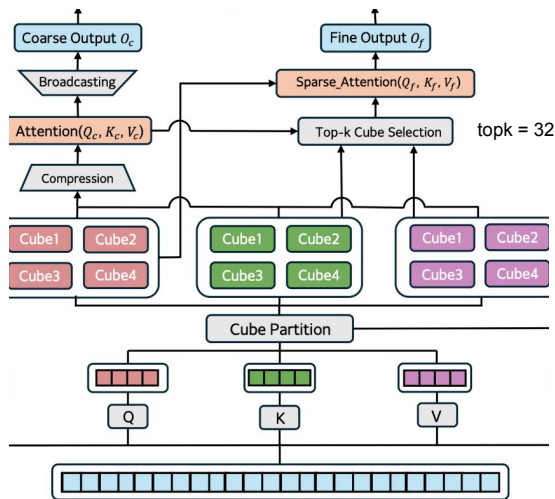 Coarse Output O_c
Fine Output O_f
Broadcasting
Sparse_Attention(Q_f, K_f, V_f)
Attention(Q_c, K_c, V_c)
Top-k Cube Selection
topk = 32
Compression
Cube1 Cube2
Cube1 Cube2
Cube1 Cube2
Cube3 Cube4
Cube3 Cube4
Cube3 Cube4
Cube Partition
Q
K
V